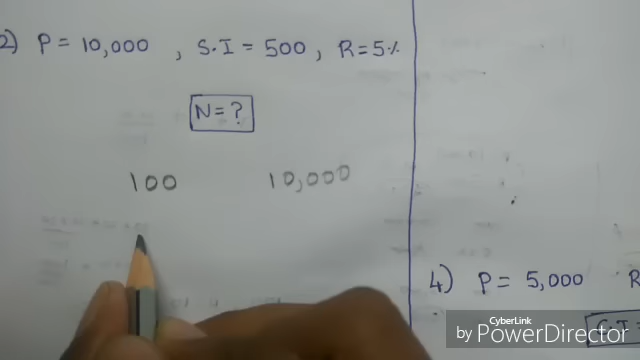 2) P = 10,000 , S.I = 500, R = 5%
N = ?
100 10,000
4) P = 5,000 R
S.I =
CyberLink
by PowerDirector